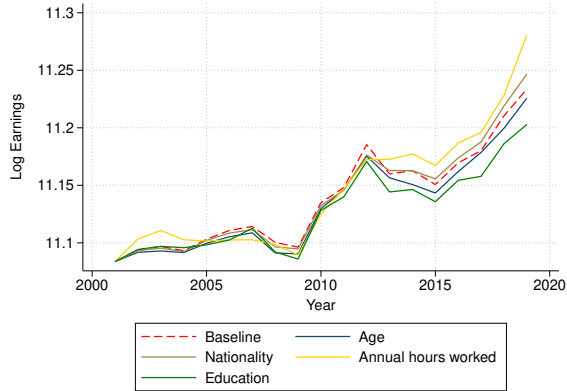 11.3
11.25
11.2
11.15
11.1
Log Earnings
2000 2005 2010 2015 2020
Year
Baseline Age
Nationality Annual hours worked
Education